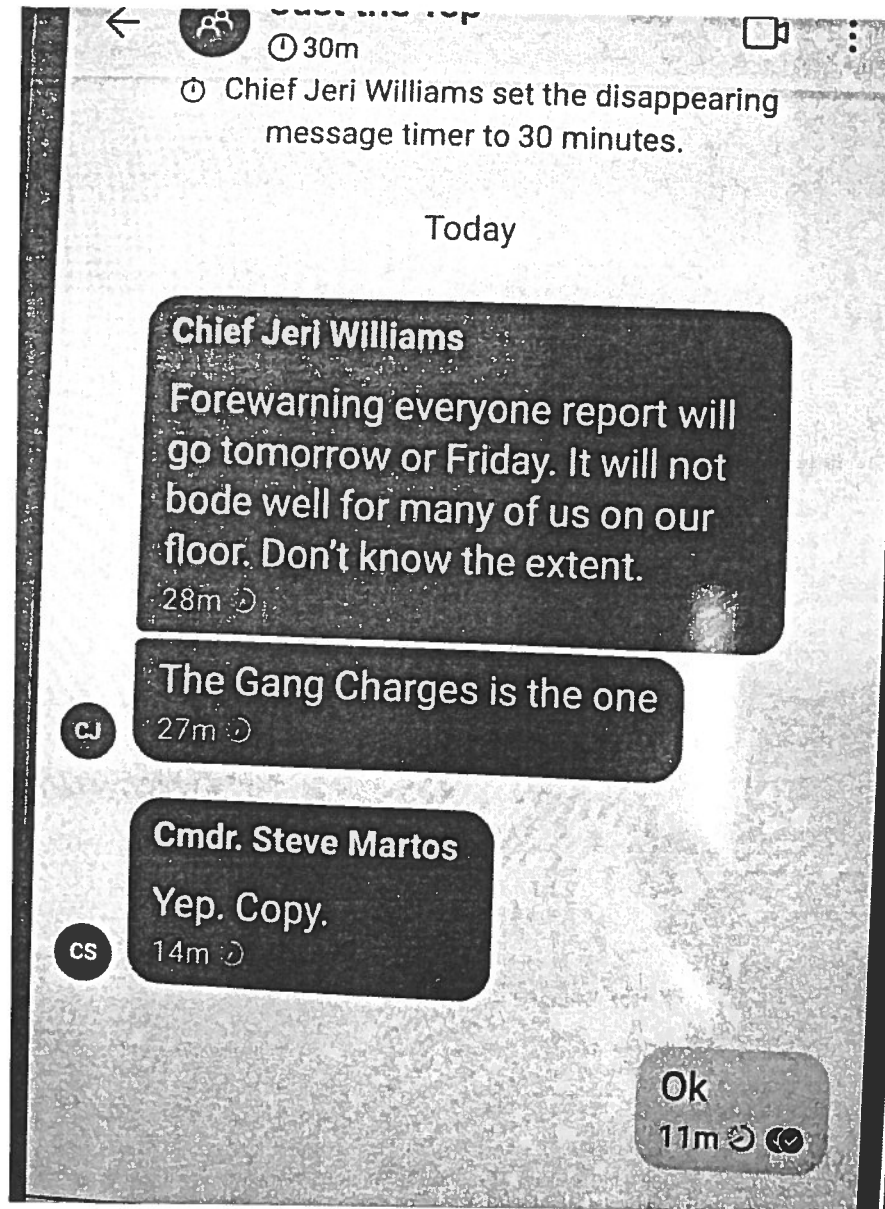 30m
Chief Jeri Williams set the disappearing
message timer to 30 minutes.
Today
Chief Jeri Williams
Forewarning everyone report will
go tomorrow or Friday. It will not
bode well for many of us on our
floor. Don't know the extent.
28m
The Gang Charges is the one
27m
CJ
Cmdr. Steve Martos
Yep. Copy.
14m
CS
Ok
11m